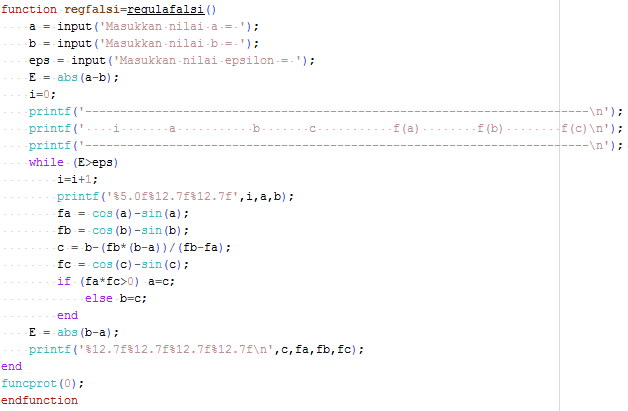 function regfalsi=regulafalsi()
    a = input('Masukkan nilai a = ');
    b = input('Masukkan nilai b = ');
    eps = input('Masukkan nilai epsilon = ');
    E = abs(a-b);
    i=0;
    printf('------------------------------------------------------------------------\n');
    printf('    i       a          b       c           f(a)        f(b)        f(c)\n');
    printf('------------------------------------------------------------------------\n');
    while (E>eps)
        i=i+1;
        printf('%5.0f%12.7f%12.7f',i,a,b);
        fa = cos(a)-sin(a);
        fb = cos(b)-sin(b);
        c = b-(fb*(b-a))/(fb-fa);
        fc = cos(c)-sin(c);
        if (fa*fc>0) a=c;
            else b=c;
        end
    E = abs(b-a);
    printf('%12.7f%12.7f%12.7f%12.7f\n',c,fa,fb,fc);
end
funcprot(0);
endfunction